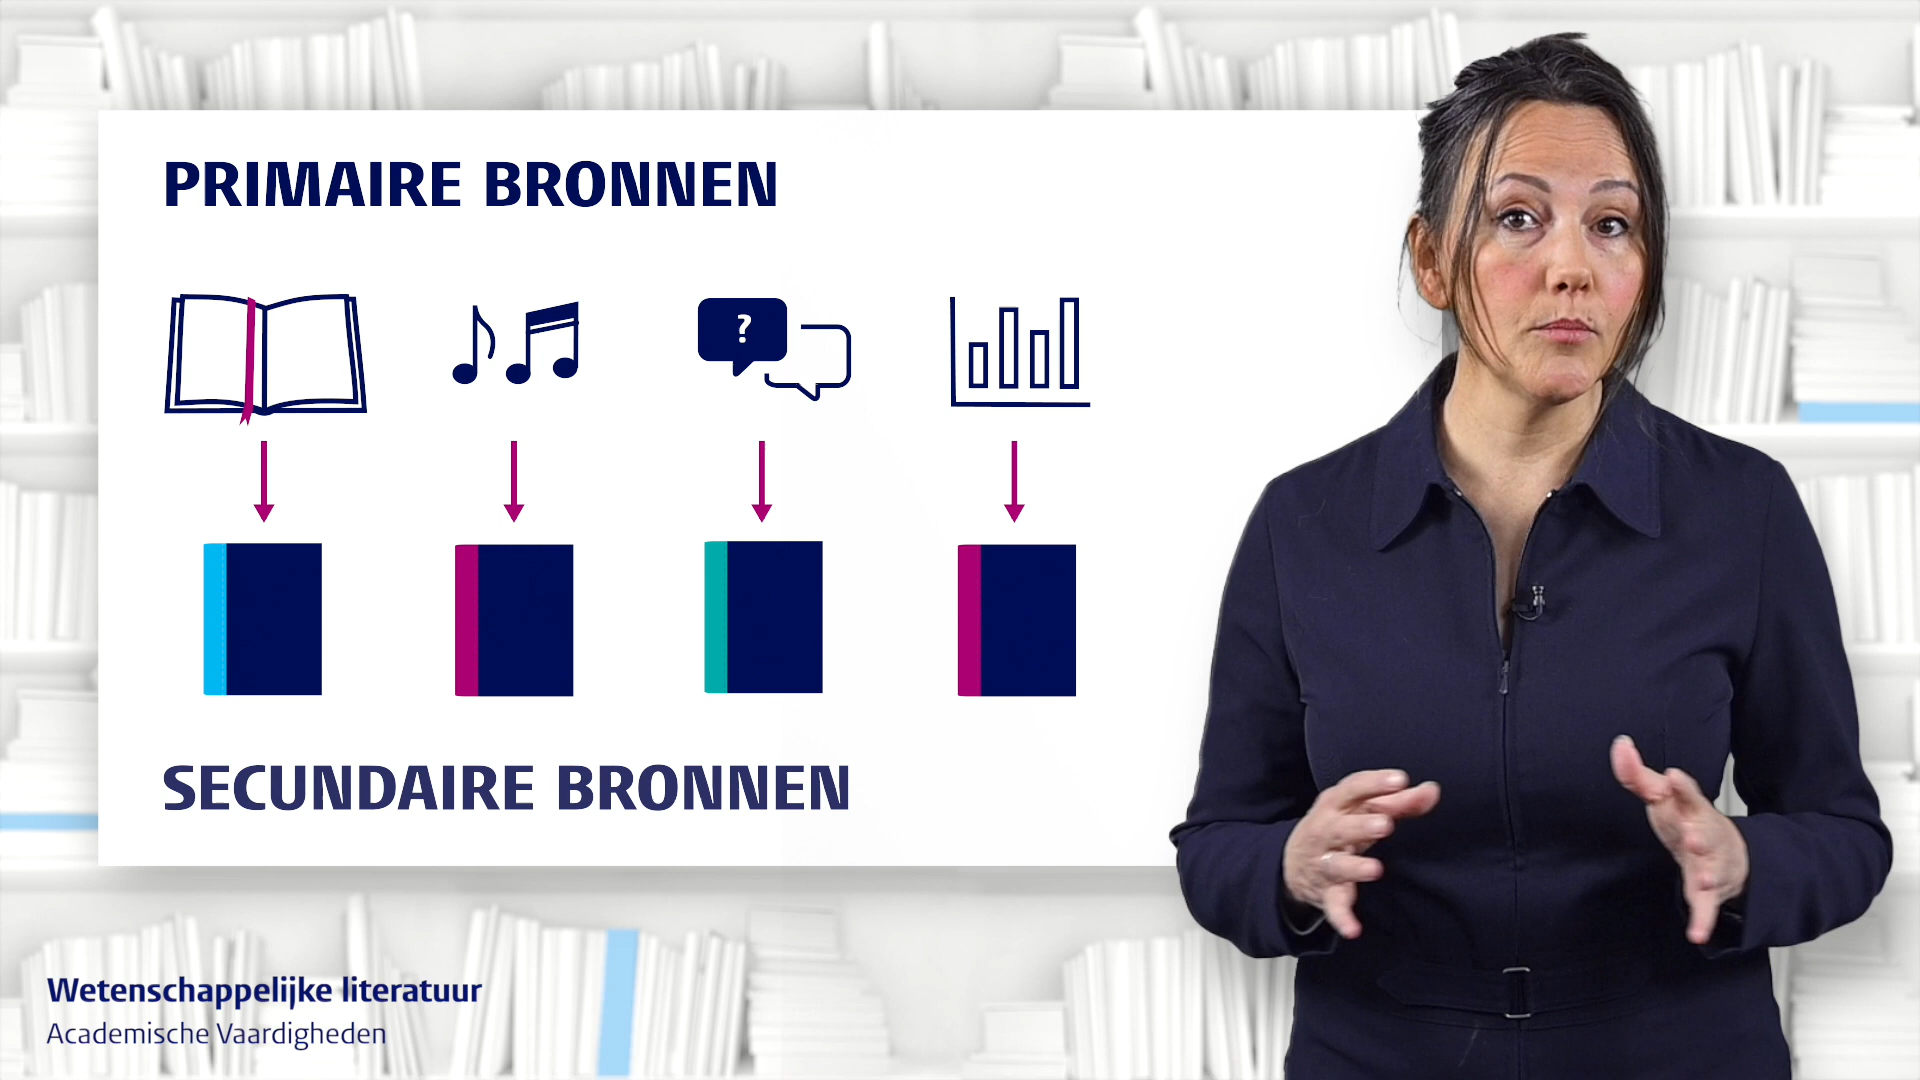 PRIMAIRE BRONNEN
?
SECUNDAIRE BRONNEN
Wetenschappelijke literatuur
Academische Vaardigheden